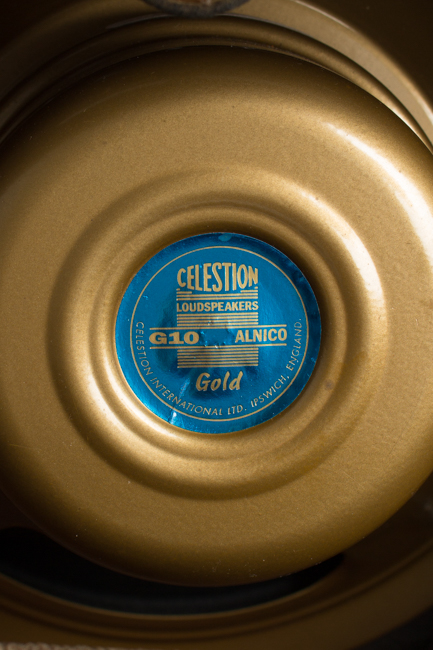 CELESTION
LOUDSPEAKERS
G10 ALNICO
Gold
CELESTION INTERNATIONAL LTD. IPSWICH, ENGLAND.